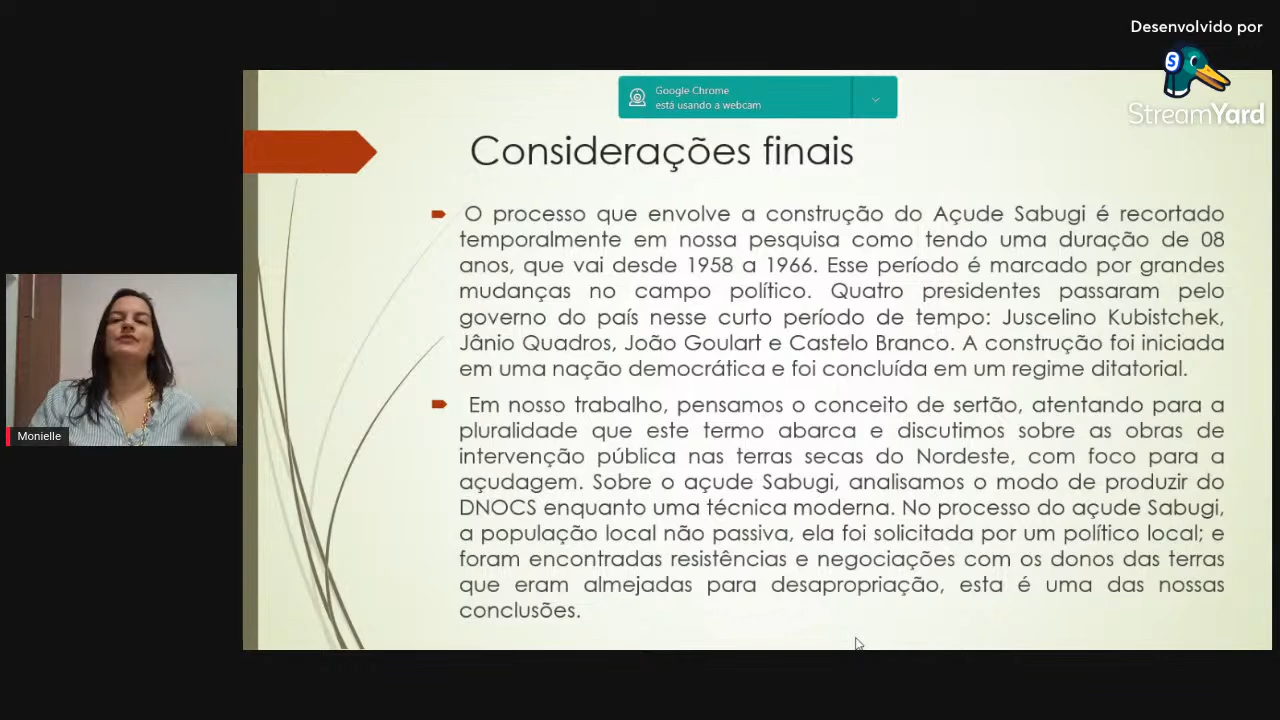 Desenvolvido por
StreamYard
Google Chrome
está usando a webcam
Considerações finais
O processo que envolve a construção do Açude Sabugi é recortado
temporalmente em nossa pesquisa como tendo uma duração de 08
anos, que vai desde 1958 a 1966. Esse período é marcado por grandes
mudanças no campo político. Quatro presidentes passaram pelo
governo do país nesse curto período de tempo: Juscelino Kubistchek,
Jânio Quadros, João Goulart e Castelo Branco. A construção foi iniciada
em uma nação democrática e foi concluída em um regime ditatorial.
Em nosso trabalho, pensamos o conceito de sertão, atentando para a
pluralidade que este termo abarca e discutimos sobre as obras de
intervenção pública nas terras secas do Nordeste, com foco para a
açudagem. Sobre o açude Sabugi, analisamos o modo de produzir do
DNOCS enquanto uma técnica moderna. No processo do açude Sabugi,
a população local não passiva, ela foi solicitada por um político local; e
foram encontradas resistências e negociações com os donos das terras
que eram almejadas para desapropriação, esta é uma das nossas
conclusões.
Monielle